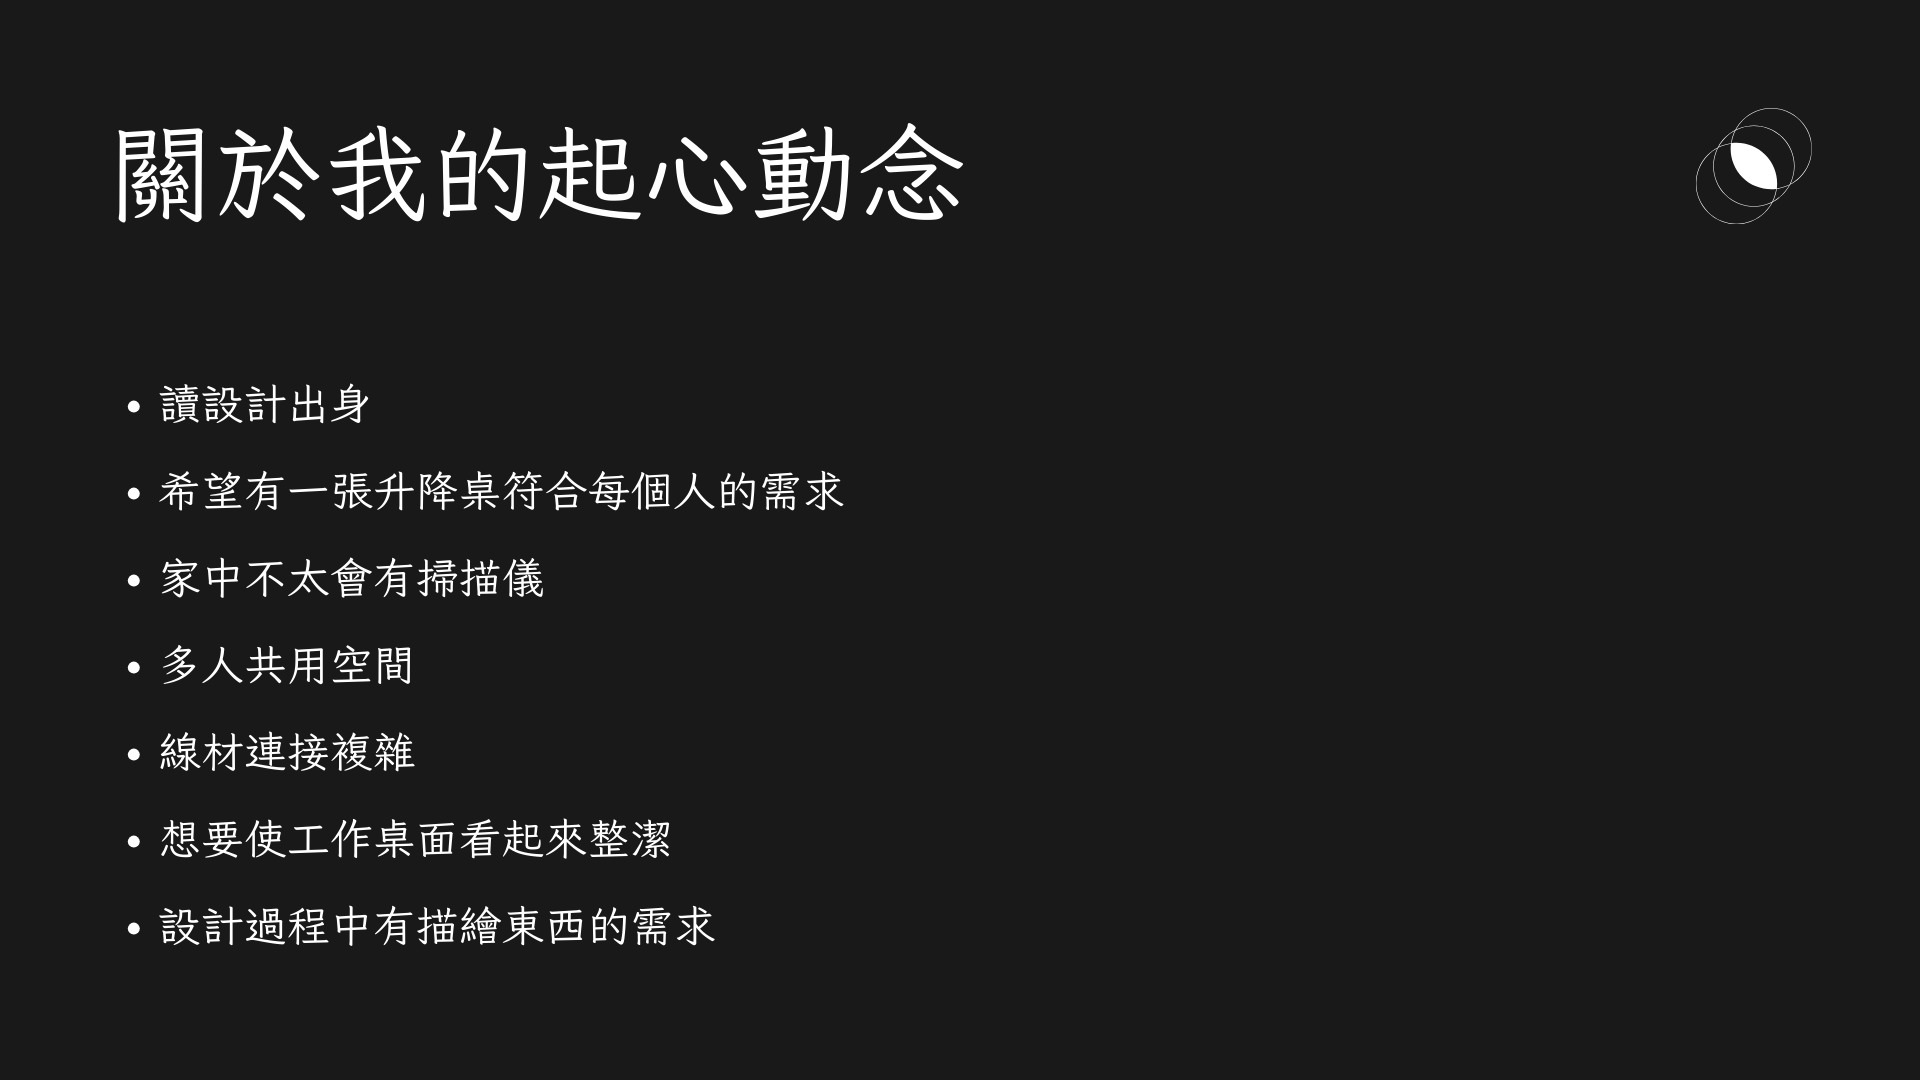 關於我的起心動念
• 讀設計出身
• 希望有一張升降桌符合每個人的需求
• 家中不太會有掃描儀
• 多人共用空間
• 線材連接複雜
• 想要使工作桌面看起來整潔
• 設計過程中有描繪東西的需求